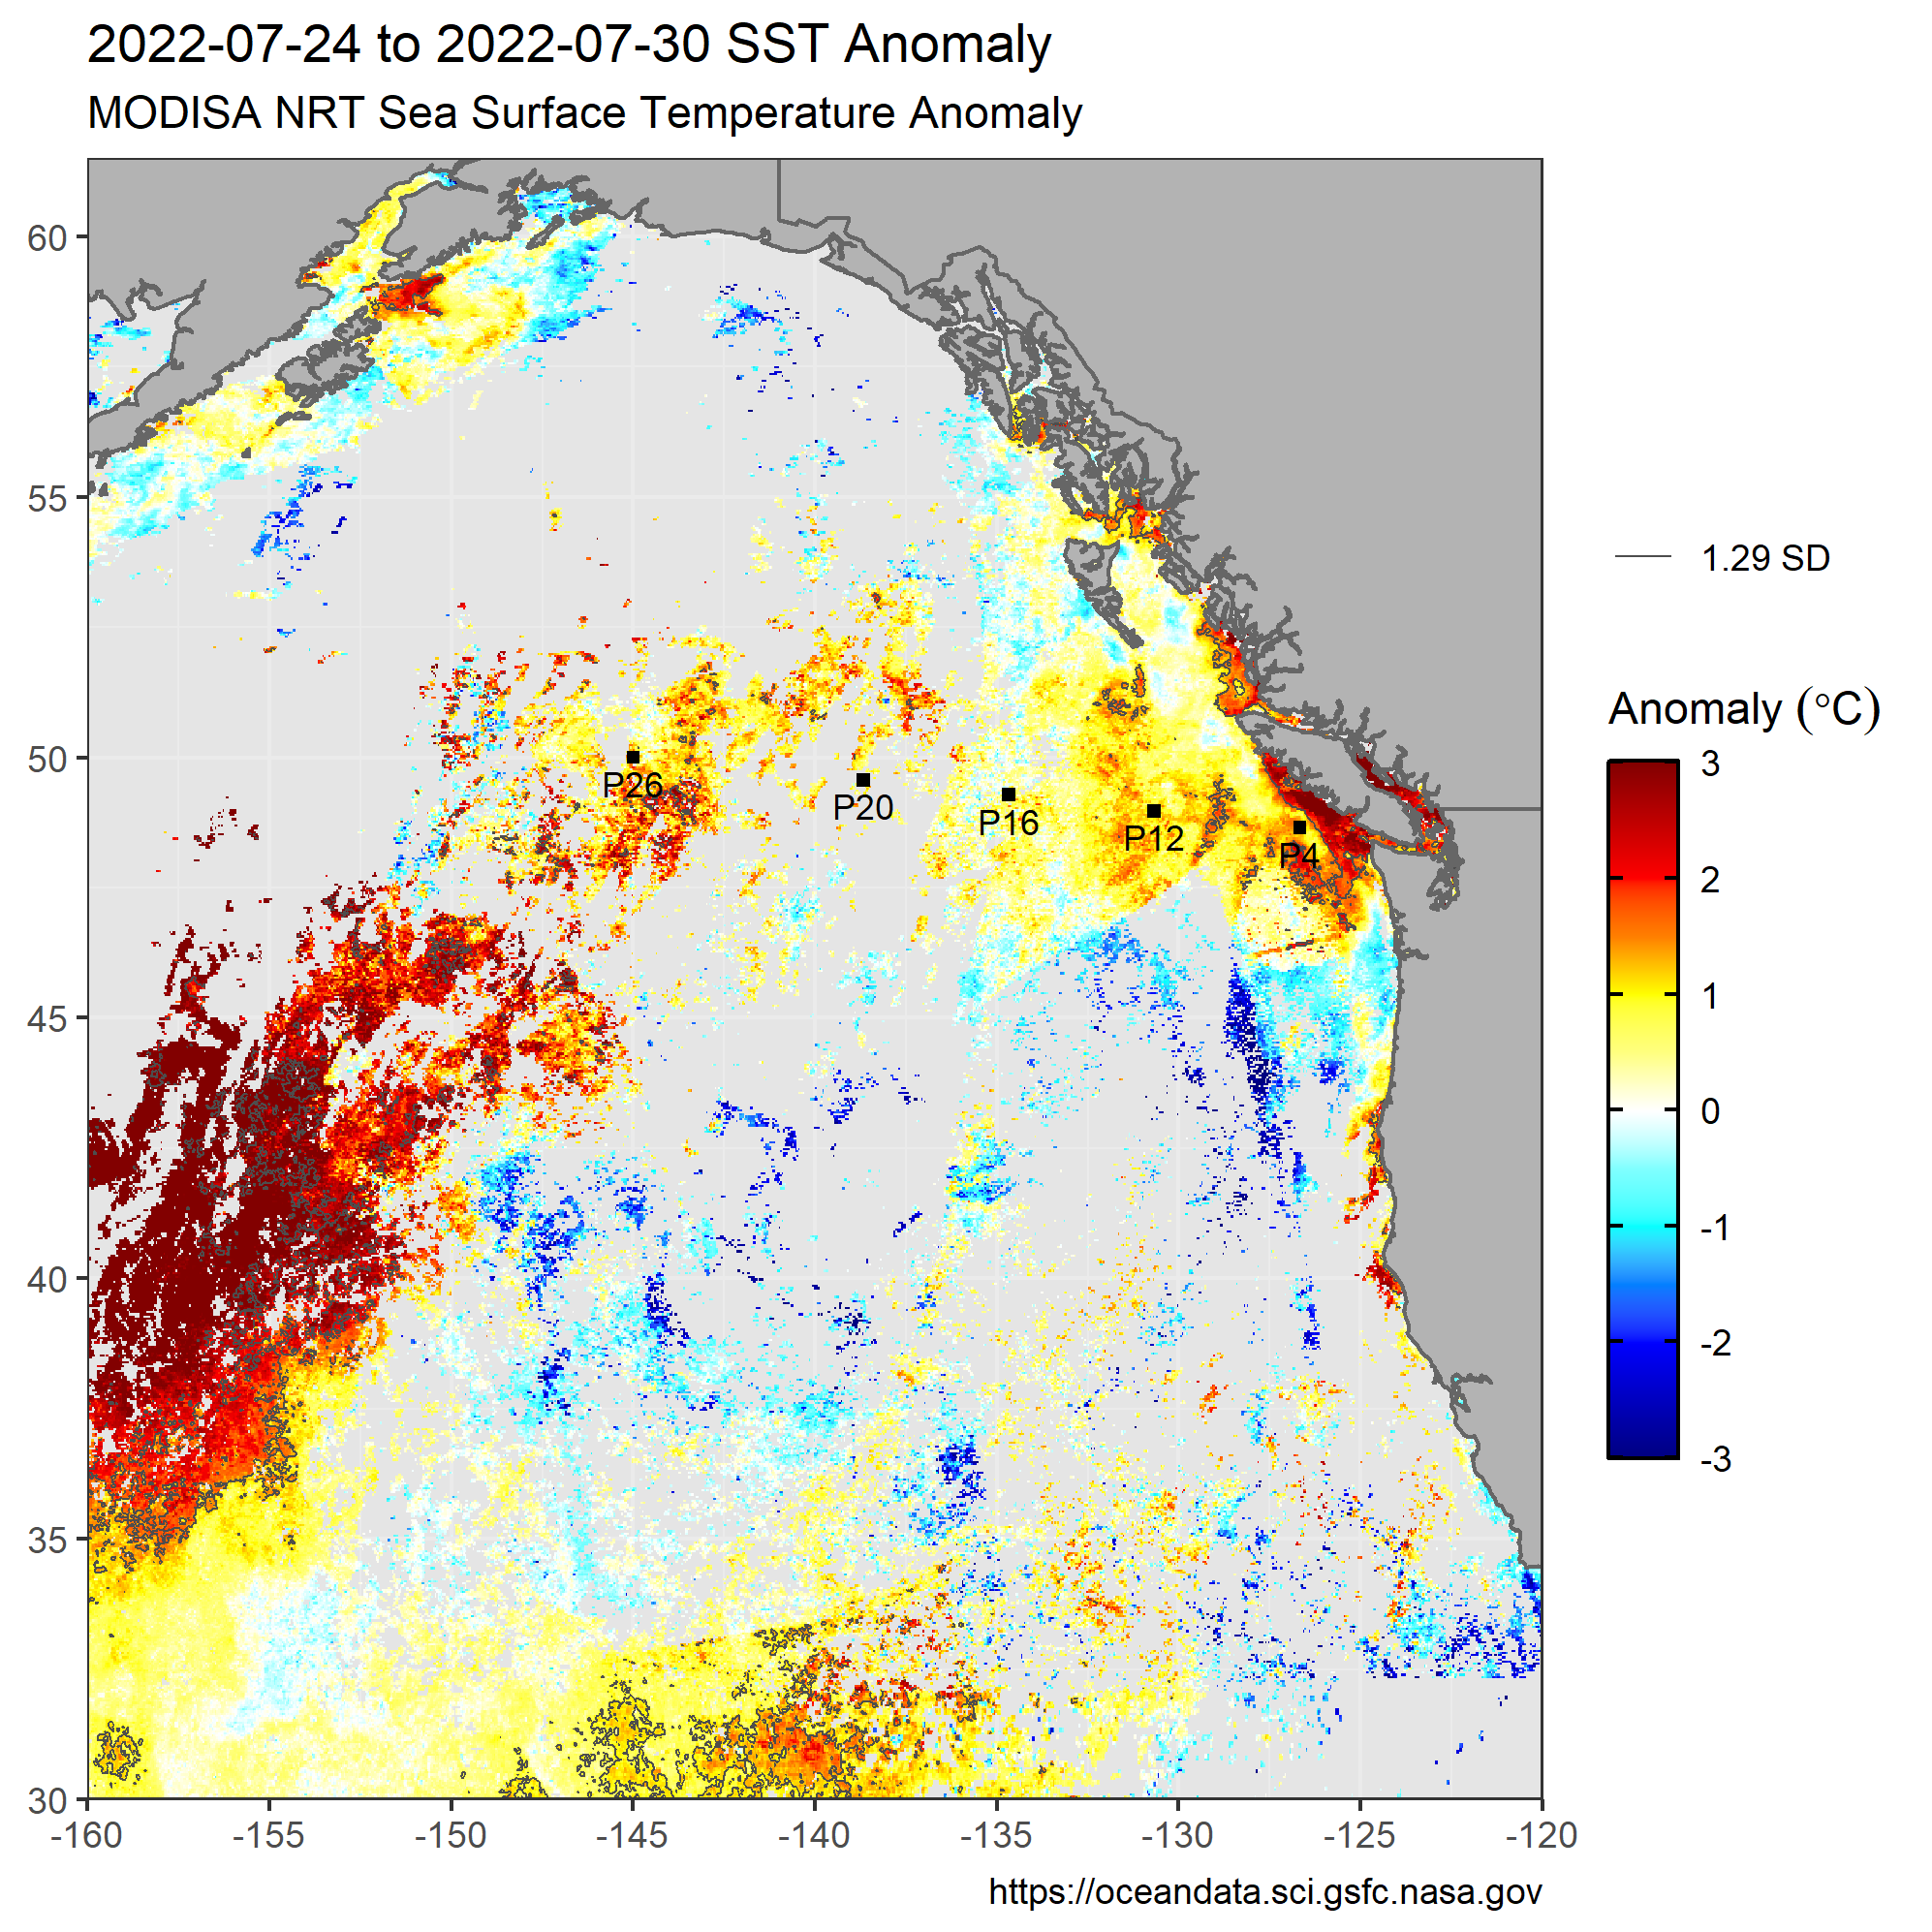 2022-07-24 to 2022-07-30 SST Anomaly
MODISA NRT Sea Surface Temperature Anomaly
60
55
50
45
40
35
30
-160
-155
-150
-145
-140
-135
-130
-125
-120
P26
P20
P16
P12
P4
1.29 SD
Anomaly (°C)
3
2
1
0
-1
-2
-3
https://oceandata.sci.gsfc.nasa.gov